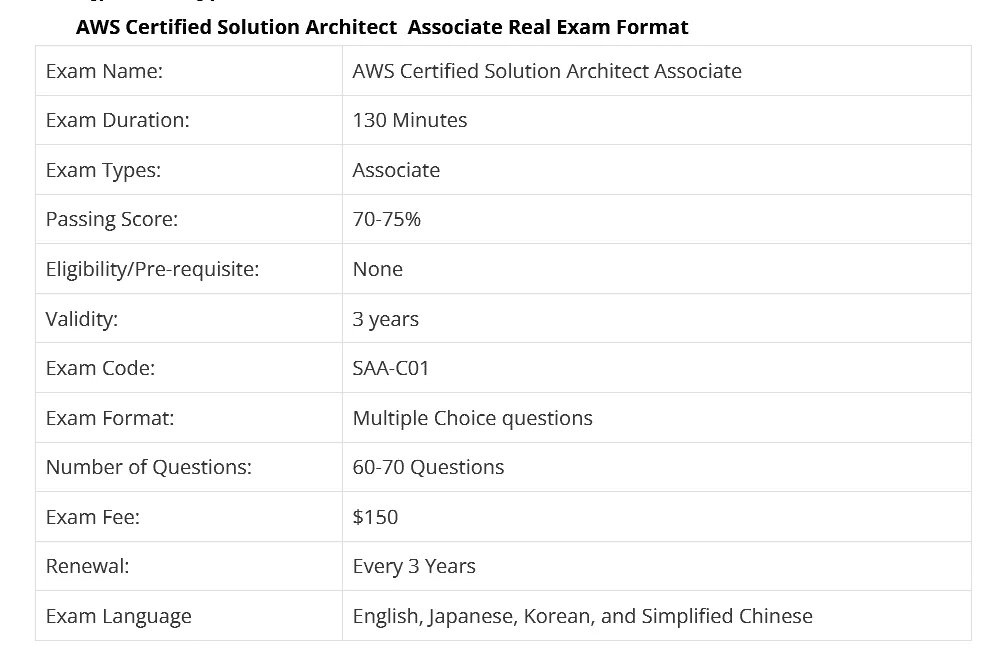 AWS Certified Solution Architect Associate Real Exam Format
Exam Name: AWS Certified Solution Architect Associate
Exam Duration: 130 Minutes
Exam Types: Associate
Passing Score: 70-75%
Eligibility/Pre-requisite: None
Validity: 3 years
Exam Code: SAA-C01
Exam Format: Multiple Choice questions
Number of Questions: 60-70 Questions
Exam Fee: $150
Renewal: Every 3 Years
Exam Language English, Japanese, Korean, and Simplified Chinese